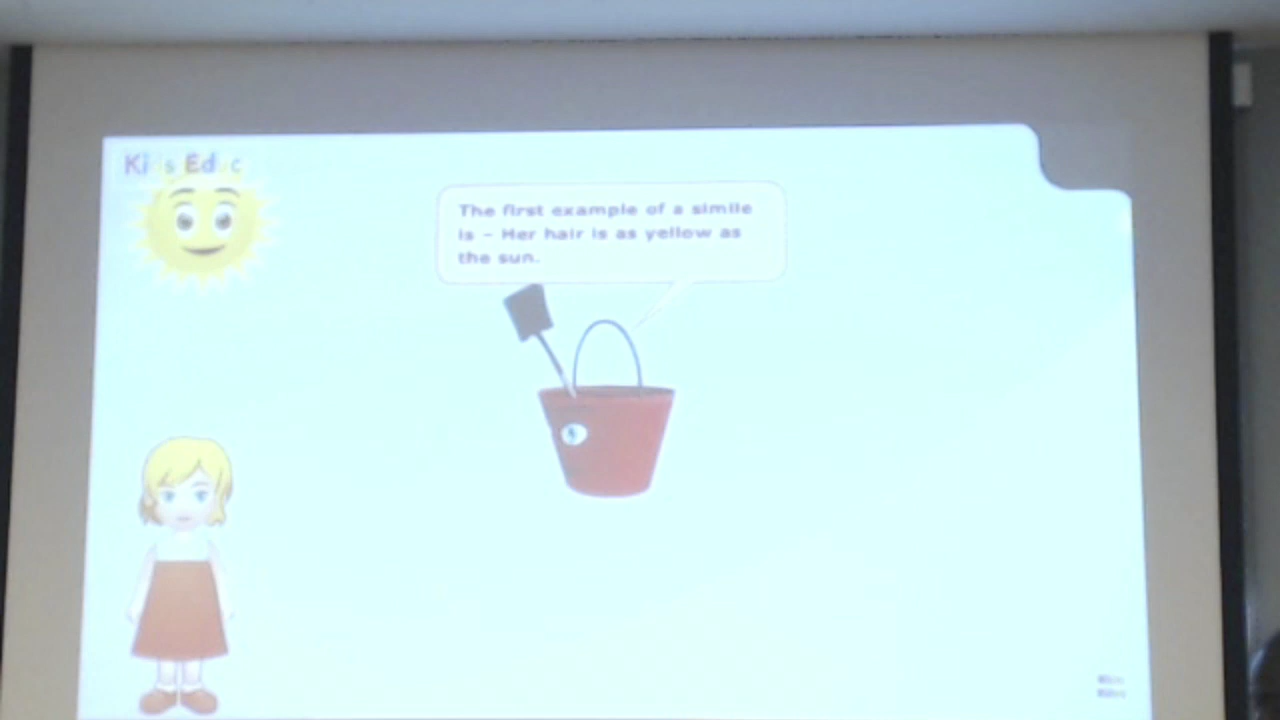 The first example of a simile
is - Her hair is as yellow as
the sun.